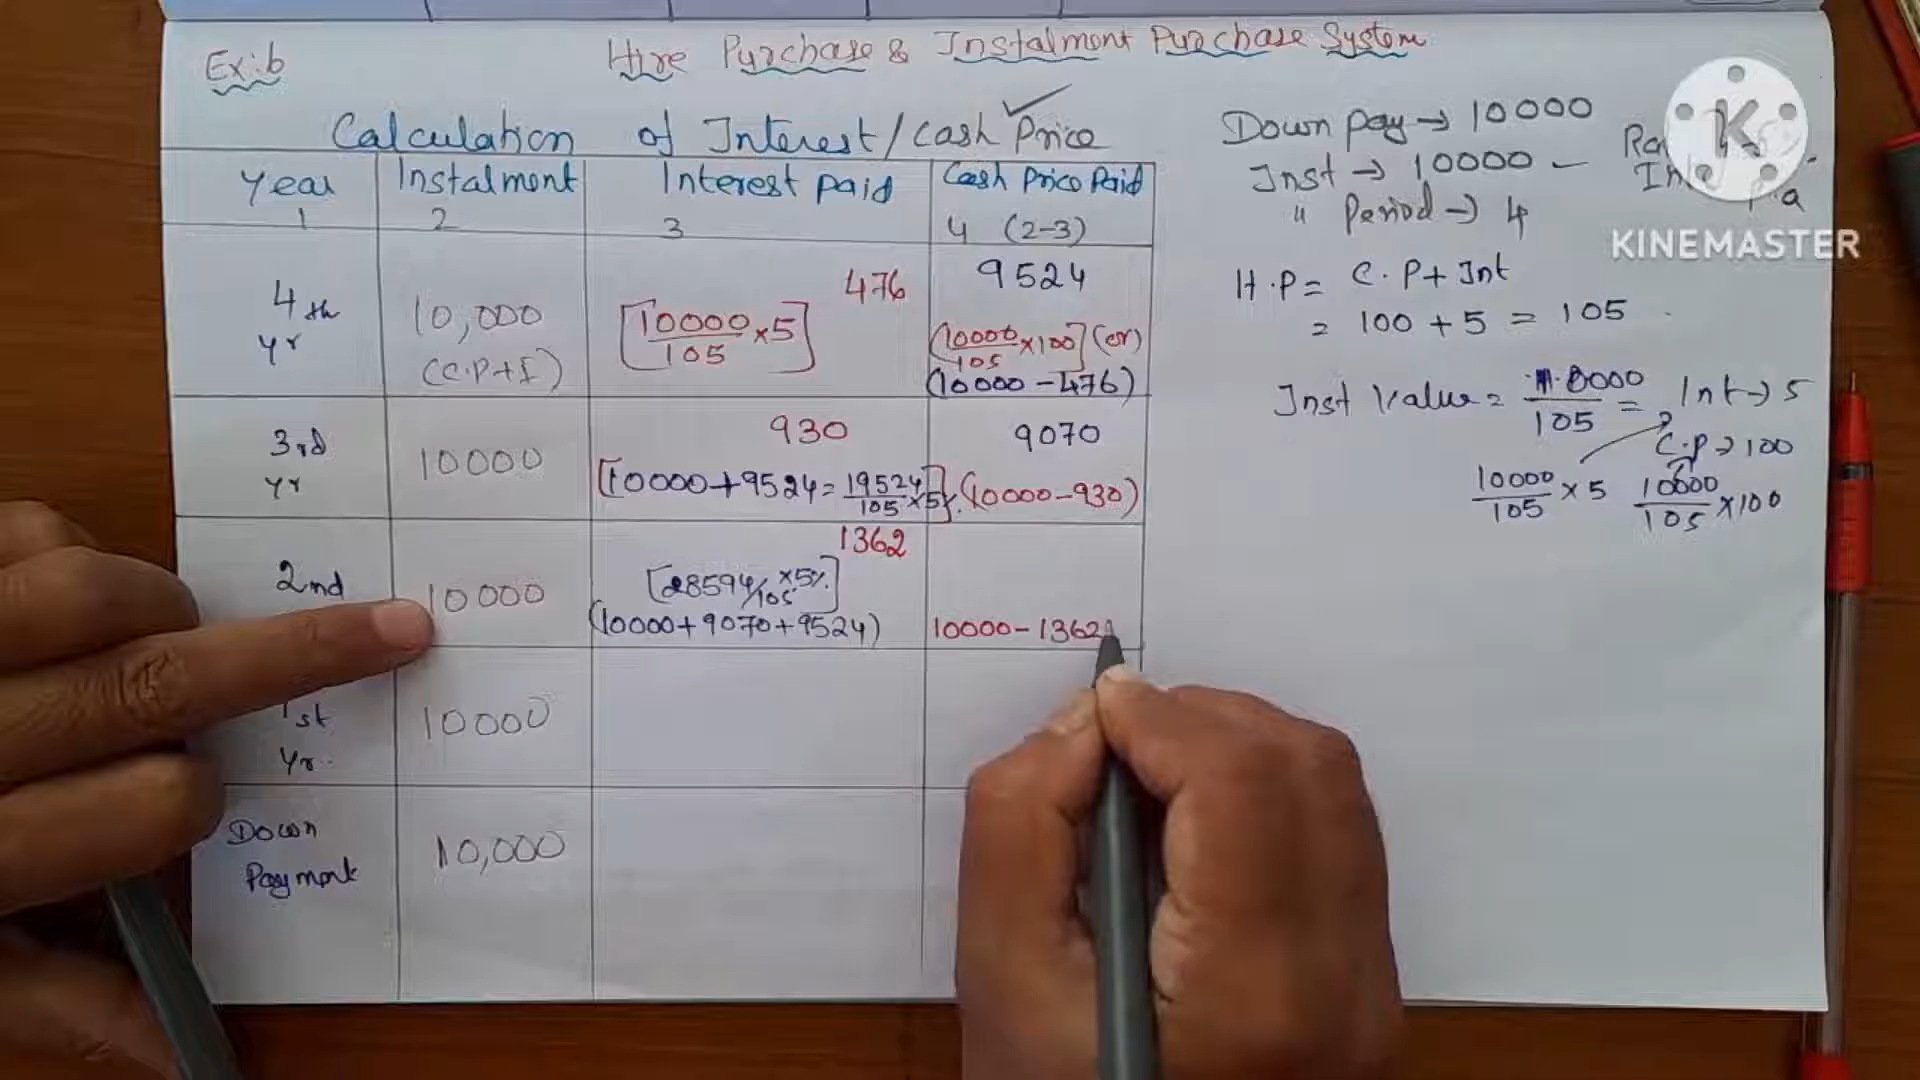 Ex:6 Hire Purchase & Instalment Purchase System
Calculation of Interest/Cash Price
Year Instalment Interest paid Cash Price Paid
1 2 3 4 (2-3)
4th yr 10,000 (C.P+I) 476 9524
[10000/105 x5] [10000/105 x100] (or)
(10000-476)
3rd yr 10000 930 9070
[10000+9524=19524/105 x5%] (10000-930)
2nd 10000 1362
[28594/105 x5%]
(10000+9070+9524) 10000-1362
1st yr.. 10000
Down Payment 10,000
Down pay→ 10000
Inst → 10000 –
" Period → 4
p.a
H.P= C.P+Int
= 100 + 5 = 105
Inst Value = 10000/105 = Int→5
C.P→100
10000/105 x 5 10000/105 x100
KINEMASTER